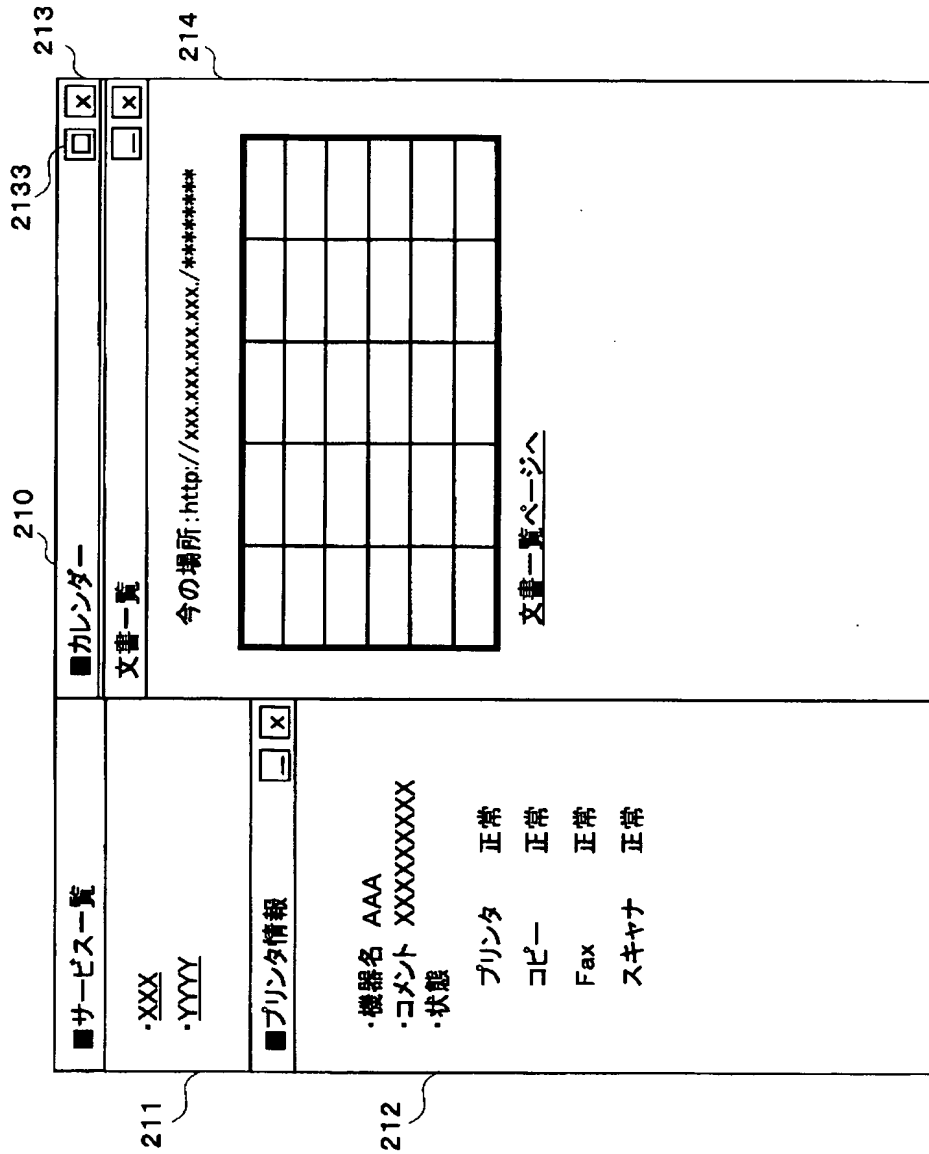 210
2133
213
■サービス一覧
■カレンダー
・XXX
・YYYY
211
文書一覧
214
■プリンタ情報
・機器名 AAA
・コメント XXXXXXXXX
・状態
プリンタ 正常
コピー 正常
Fax 正常
スキャナ 正常
212
今の場所:http://xxx.xxx.xxx.xxx./********
文書一覧ページへ